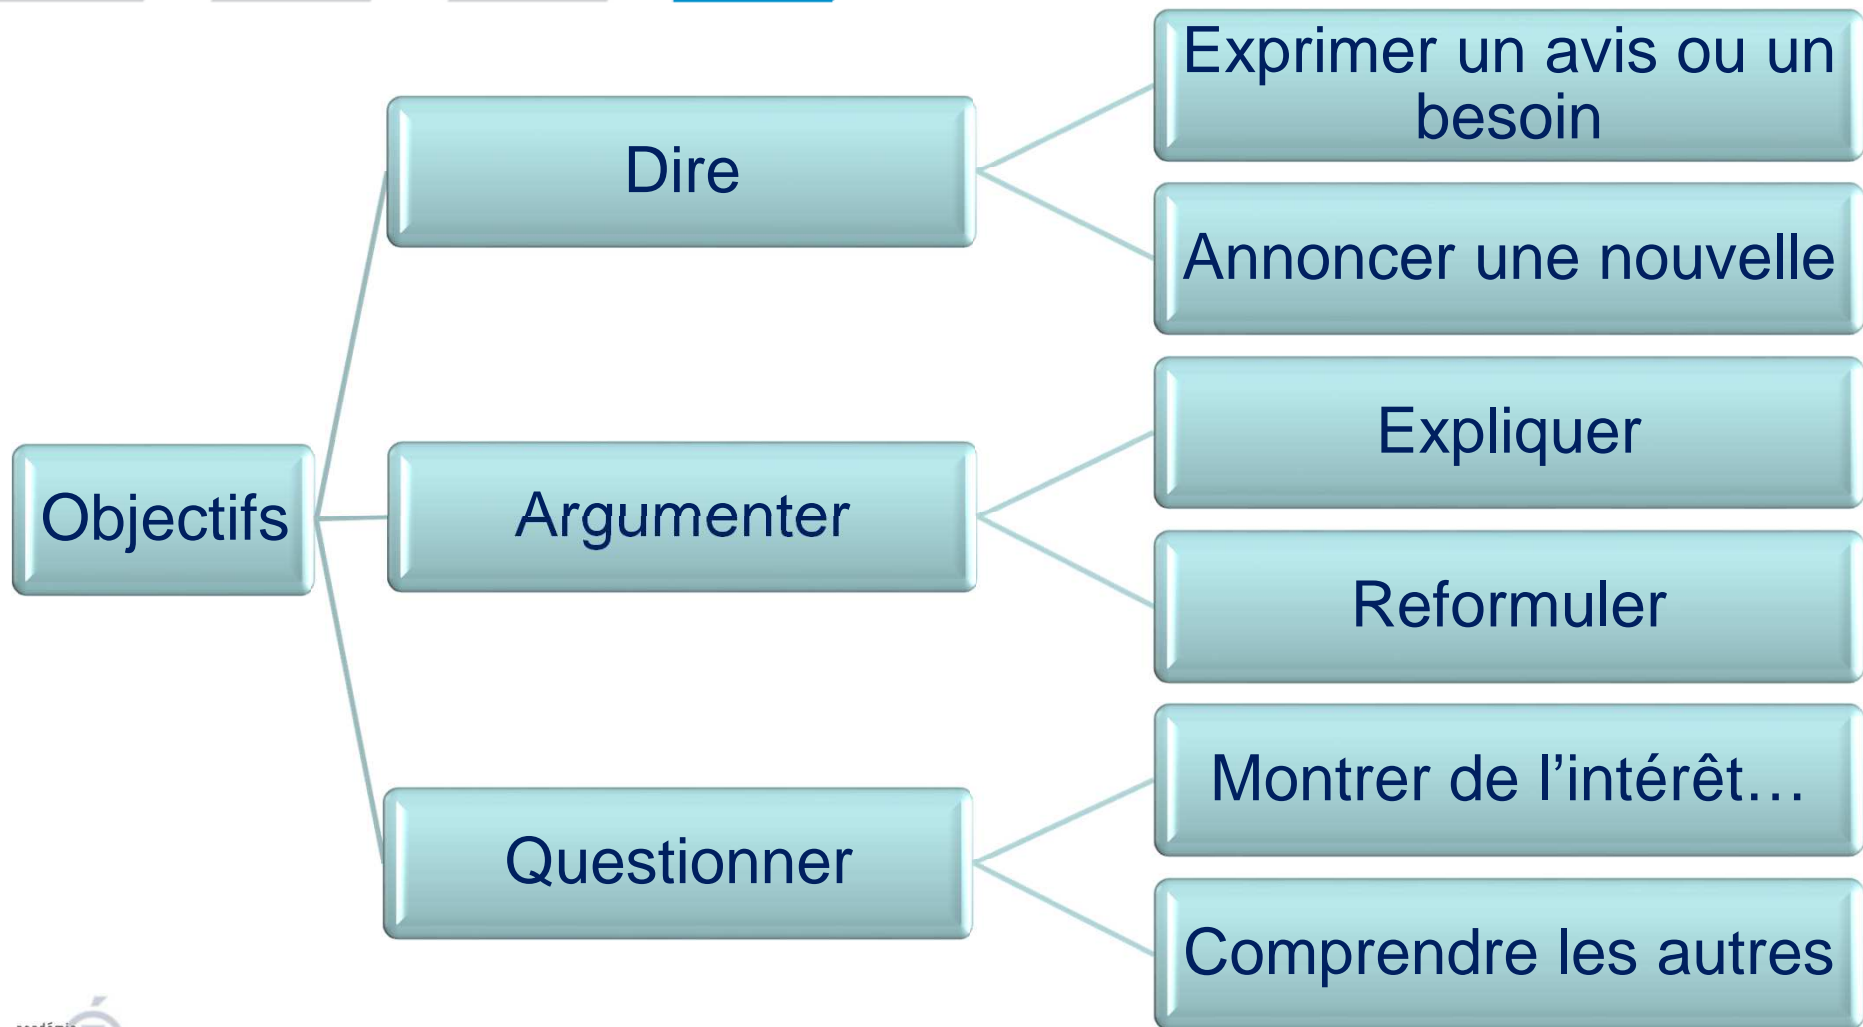 Objectifs
Dire
Exprimer un avis ou un
besoin
Annoncer une nouvelle
Argumenter
Expliquer
Reformuler
Questionner
Montrer de l’intérêt…
Comprendre les autres